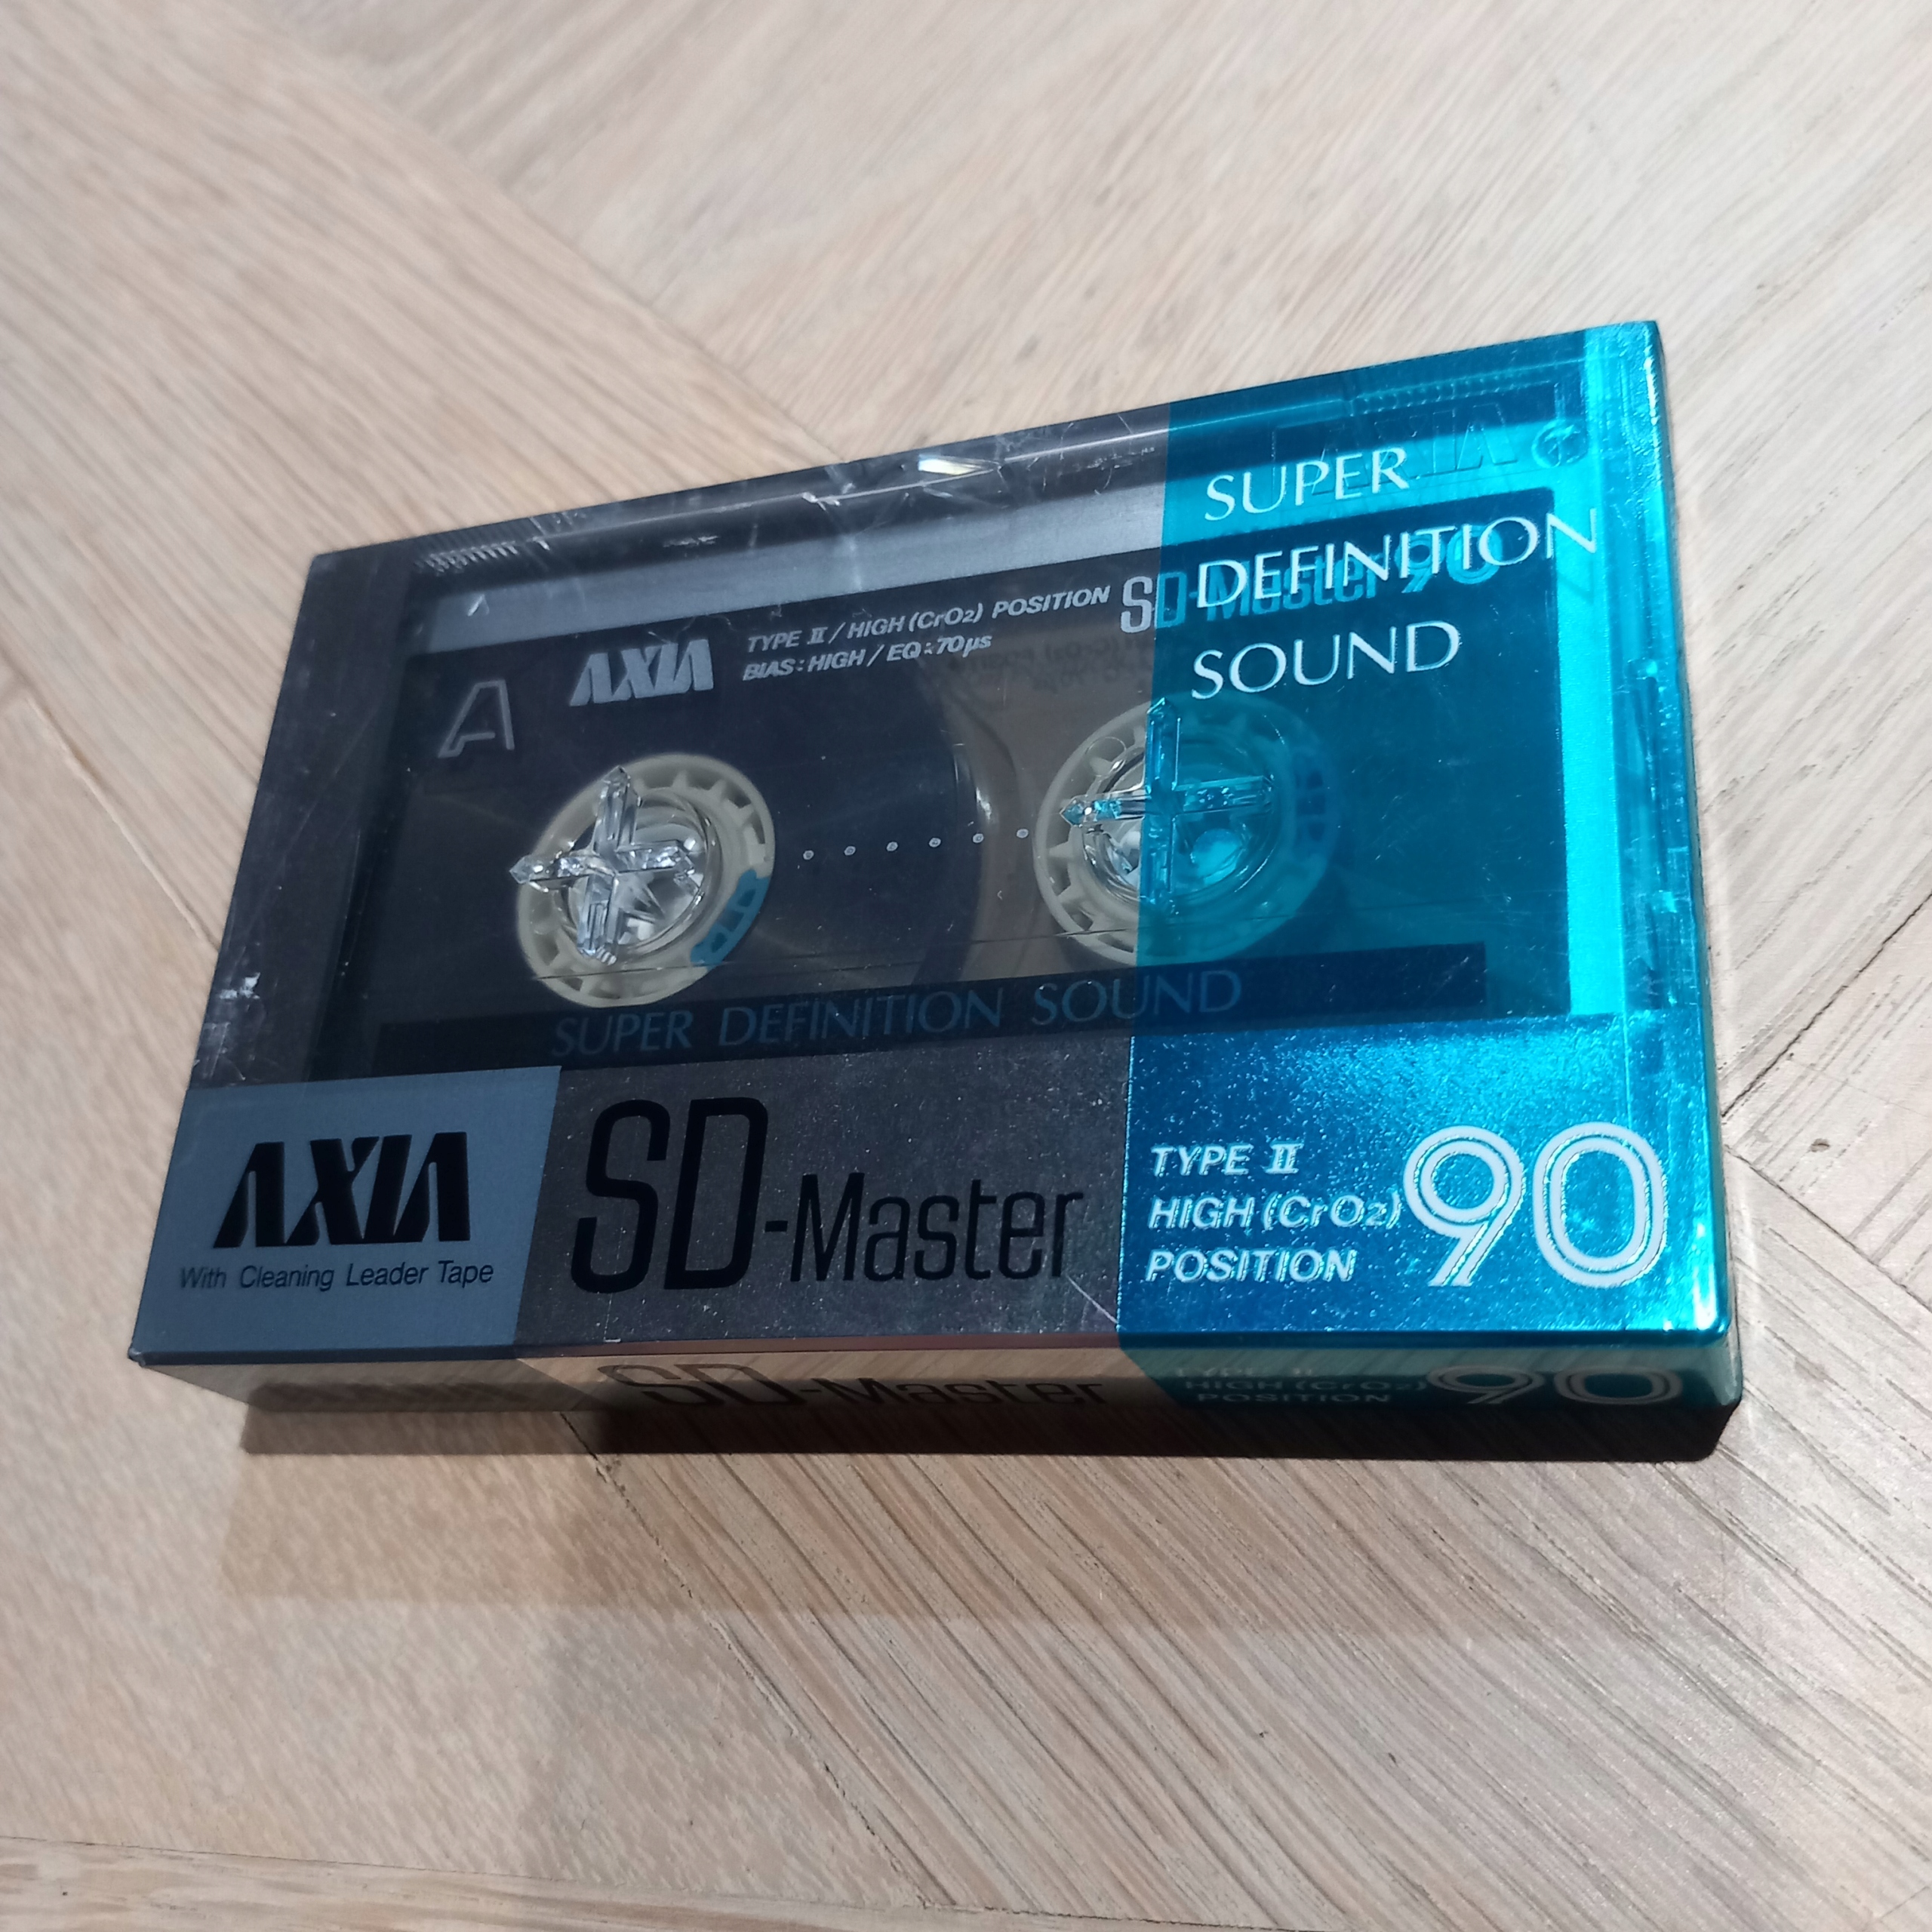 SUPER
DEFINITION
SOUND
A
AXIA
TYPE II / HIGH (CrO2) POSITION
BIAS : HIGH / EQ : 70µs
SD-Master 90
SUPER DEFINITION SOUND
AXIA
With Cleaning Leader Tape
SD-Master
TYPE II
HIGH (CrO2)
POSITION
90
SD-Master
TYPE II
HIGH (CrO2)
POSITION
90